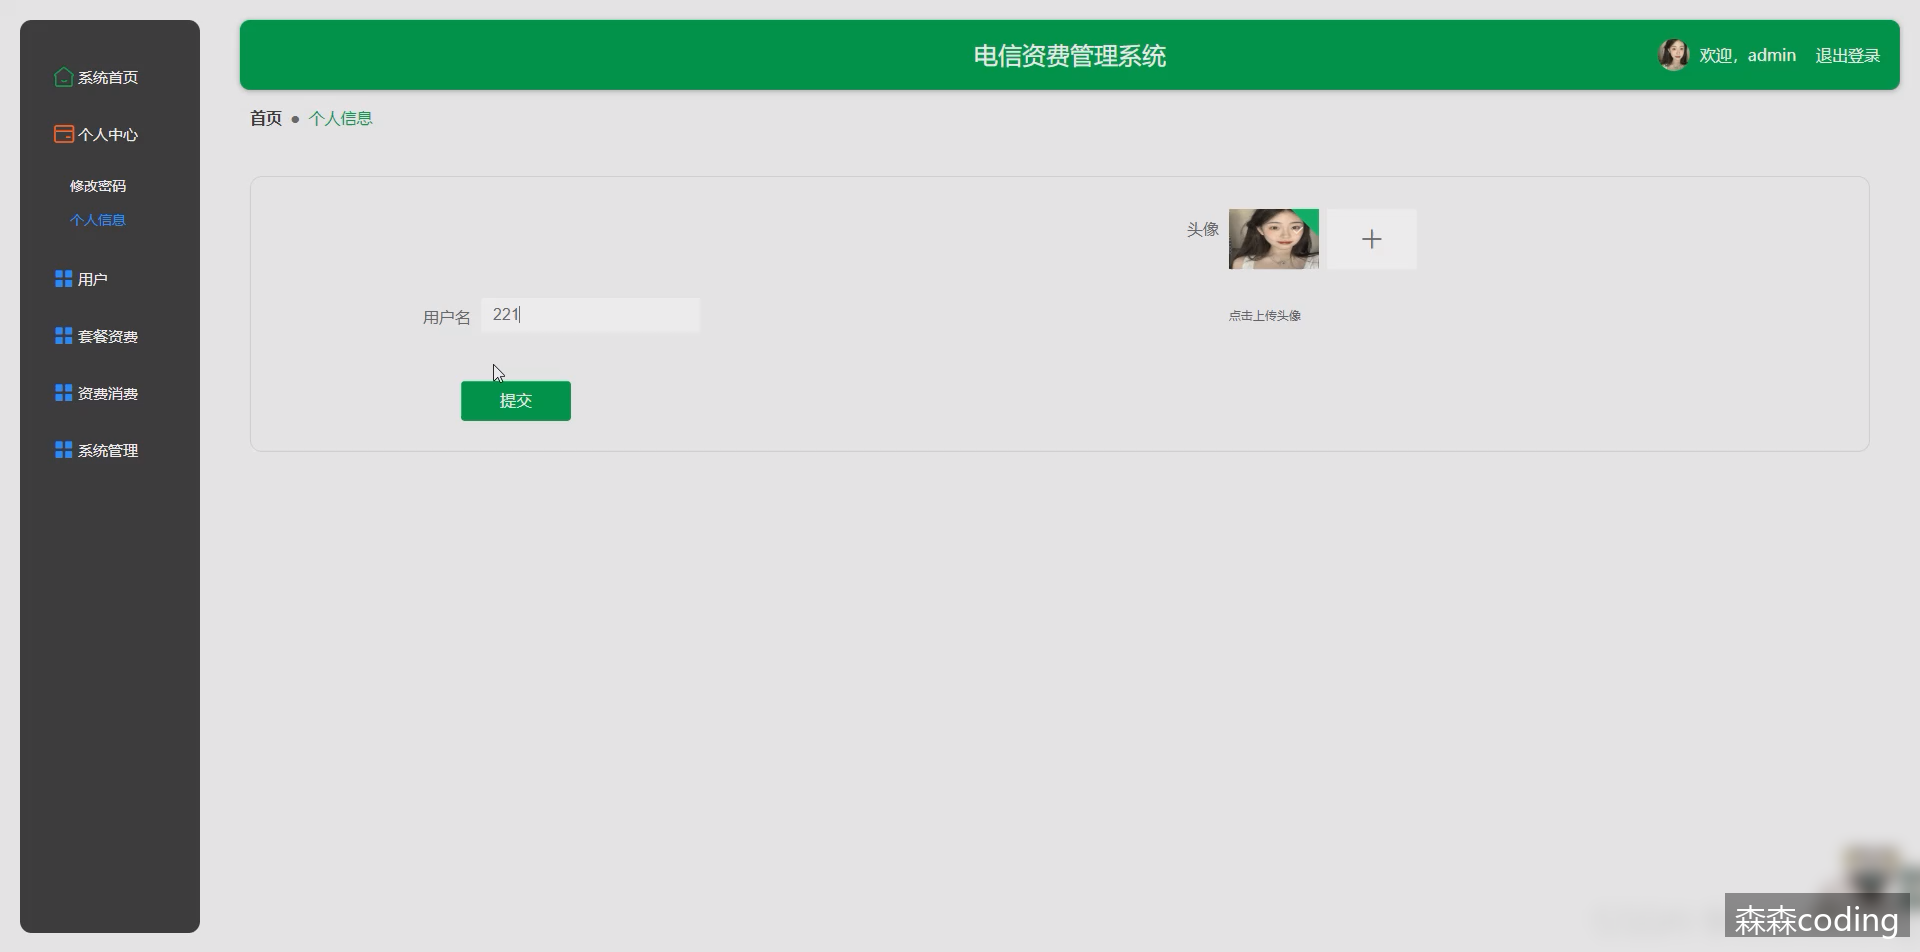 系统首页
个人中心
修改密码
个人信息
用户
套餐资费
资费消费
系统管理
电信资费管理系统
欢迎，admin 退出登录
首页 ● 个人信息
头像
用户名 221
点击上传头像
提交
森森coding